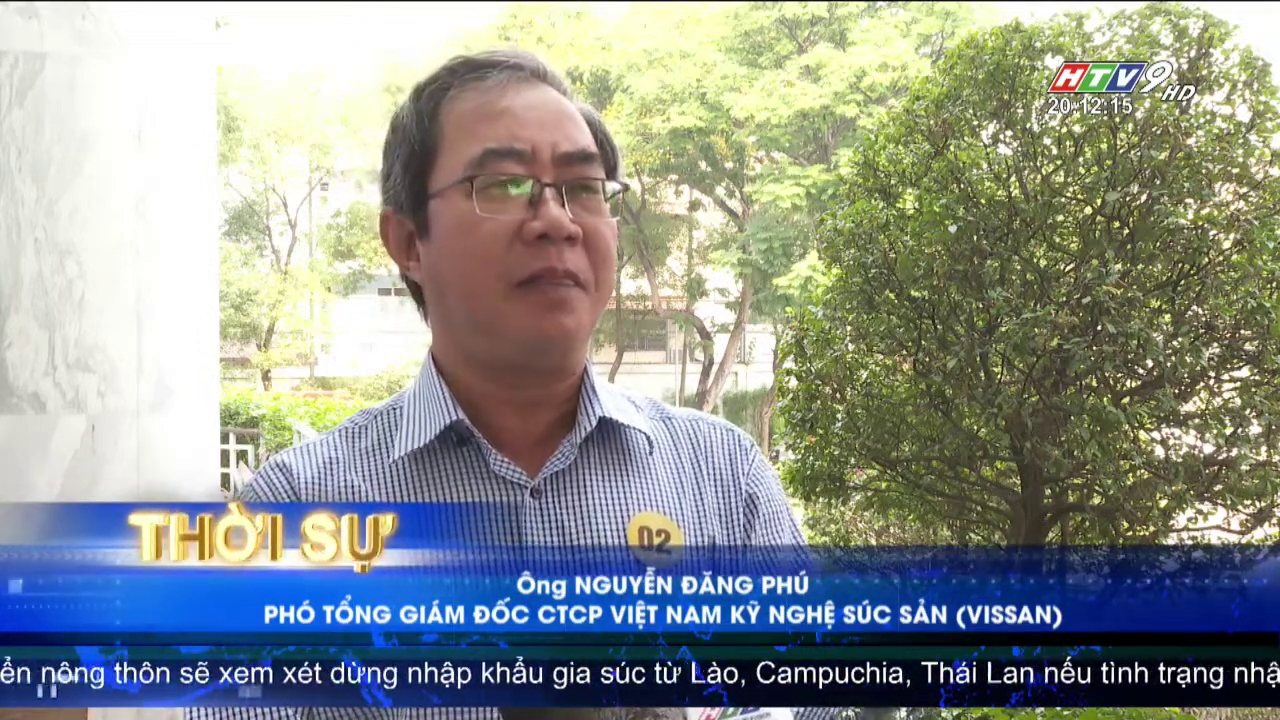 HTV9 HD
20:12:15
02
THỜI SỰ
Ông NGUYỄN ĐĂNG PHÚ
PHÓ TỔNG GIÁM ĐỐC CTCP VIỆT NAM KỸ NGHỆ SÚC SẢN (VISSAN)
nông thôn sẽ xem xét dừng nhập khẩu gia súc từ Lào, Campuchia, Thái Lan nếu tình trạng
HTV